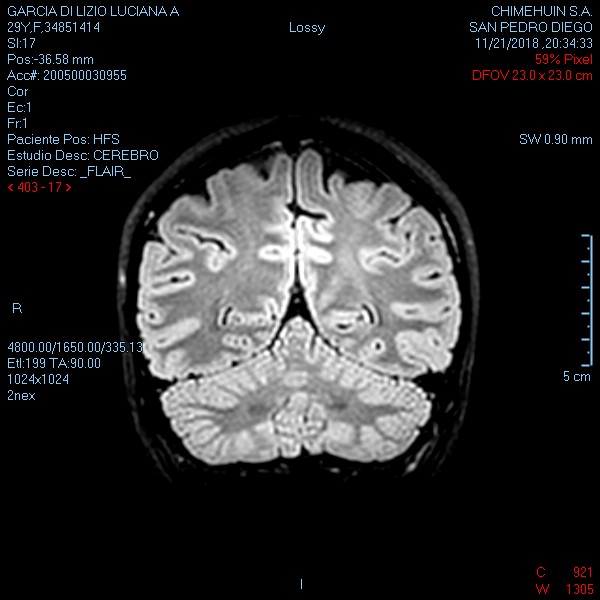 GARCIA DI LIZIO LUCIANA A
29Y,F,34851414
Sl:17
Pos:-36.58 mm
Acc#: 200500030955
Cor
Ec:1
Fr:1
Paciente Pos: HFS
Estudio Desc: CEREBRO
Serie Desc: _FLAIR_
< 403 - 17 >
Lossy
CHIMEHUIN S.A.
SAN PEDRO DIEGO
11/21/2018 ,20:34:33
59% Pixel
DFOV 23.0 x 23.0 cm
SW 0.90 mm
R
4800.00/1650.00/335.13
Etl:199 TA:90.00
1024x1024
2nex
5 cm
I
C 921
W 1305